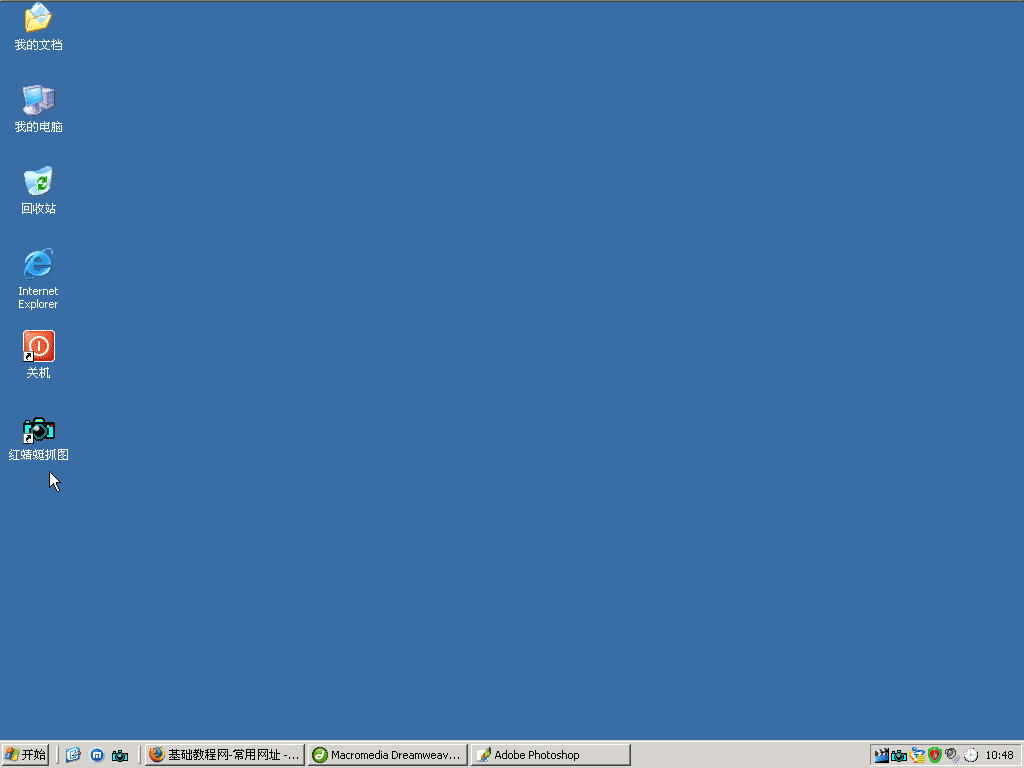 我的文档
我的电脑
回收站
Internet
Explorer
关机
红蜻蜓抓图
开始
基础教程网-常用网址 -...
Macromedia Dreamweav...
Adobe Photoshop
10:48